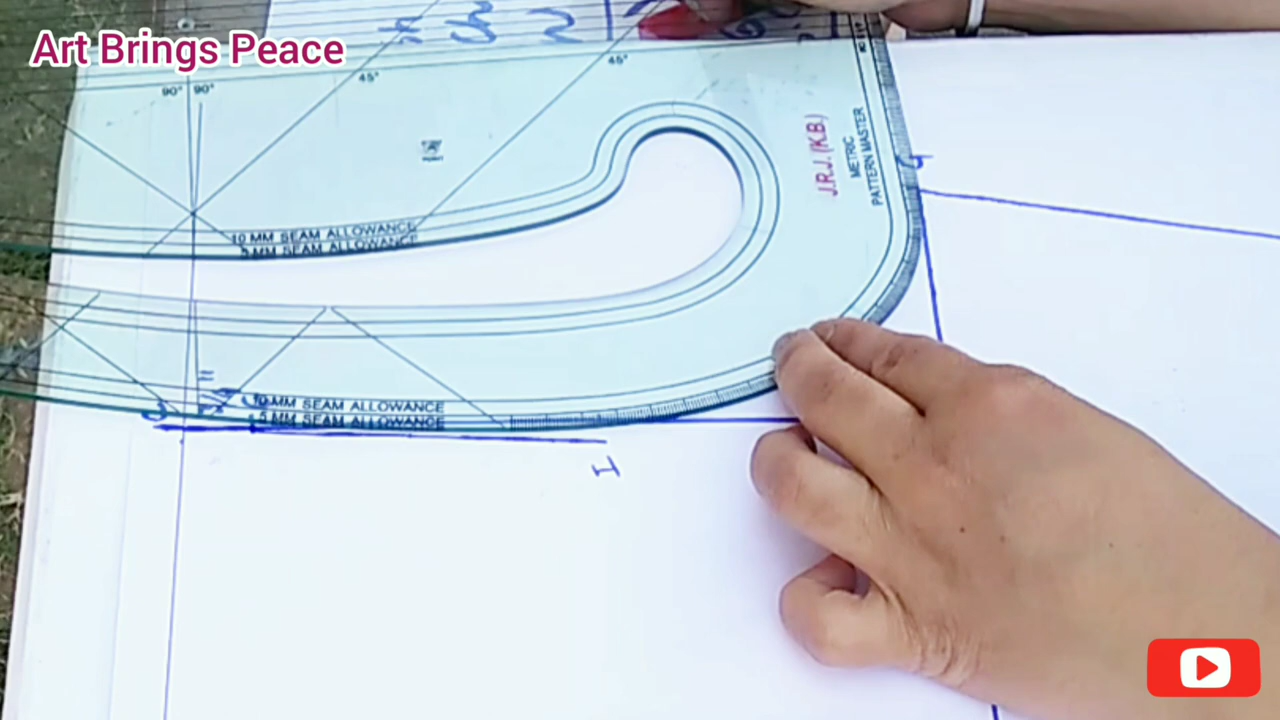 Art Brings Peace
45°
45°
90° 90°
J.R.J. (K.B.)
METRIC
PATTERN MASTER
10 MM SEAM ALLOWANCE
5 MM SEAM ALLOWANCE
10 MM SEAM ALLOWANCE
5 MM SEAM ALLOWANCE
I